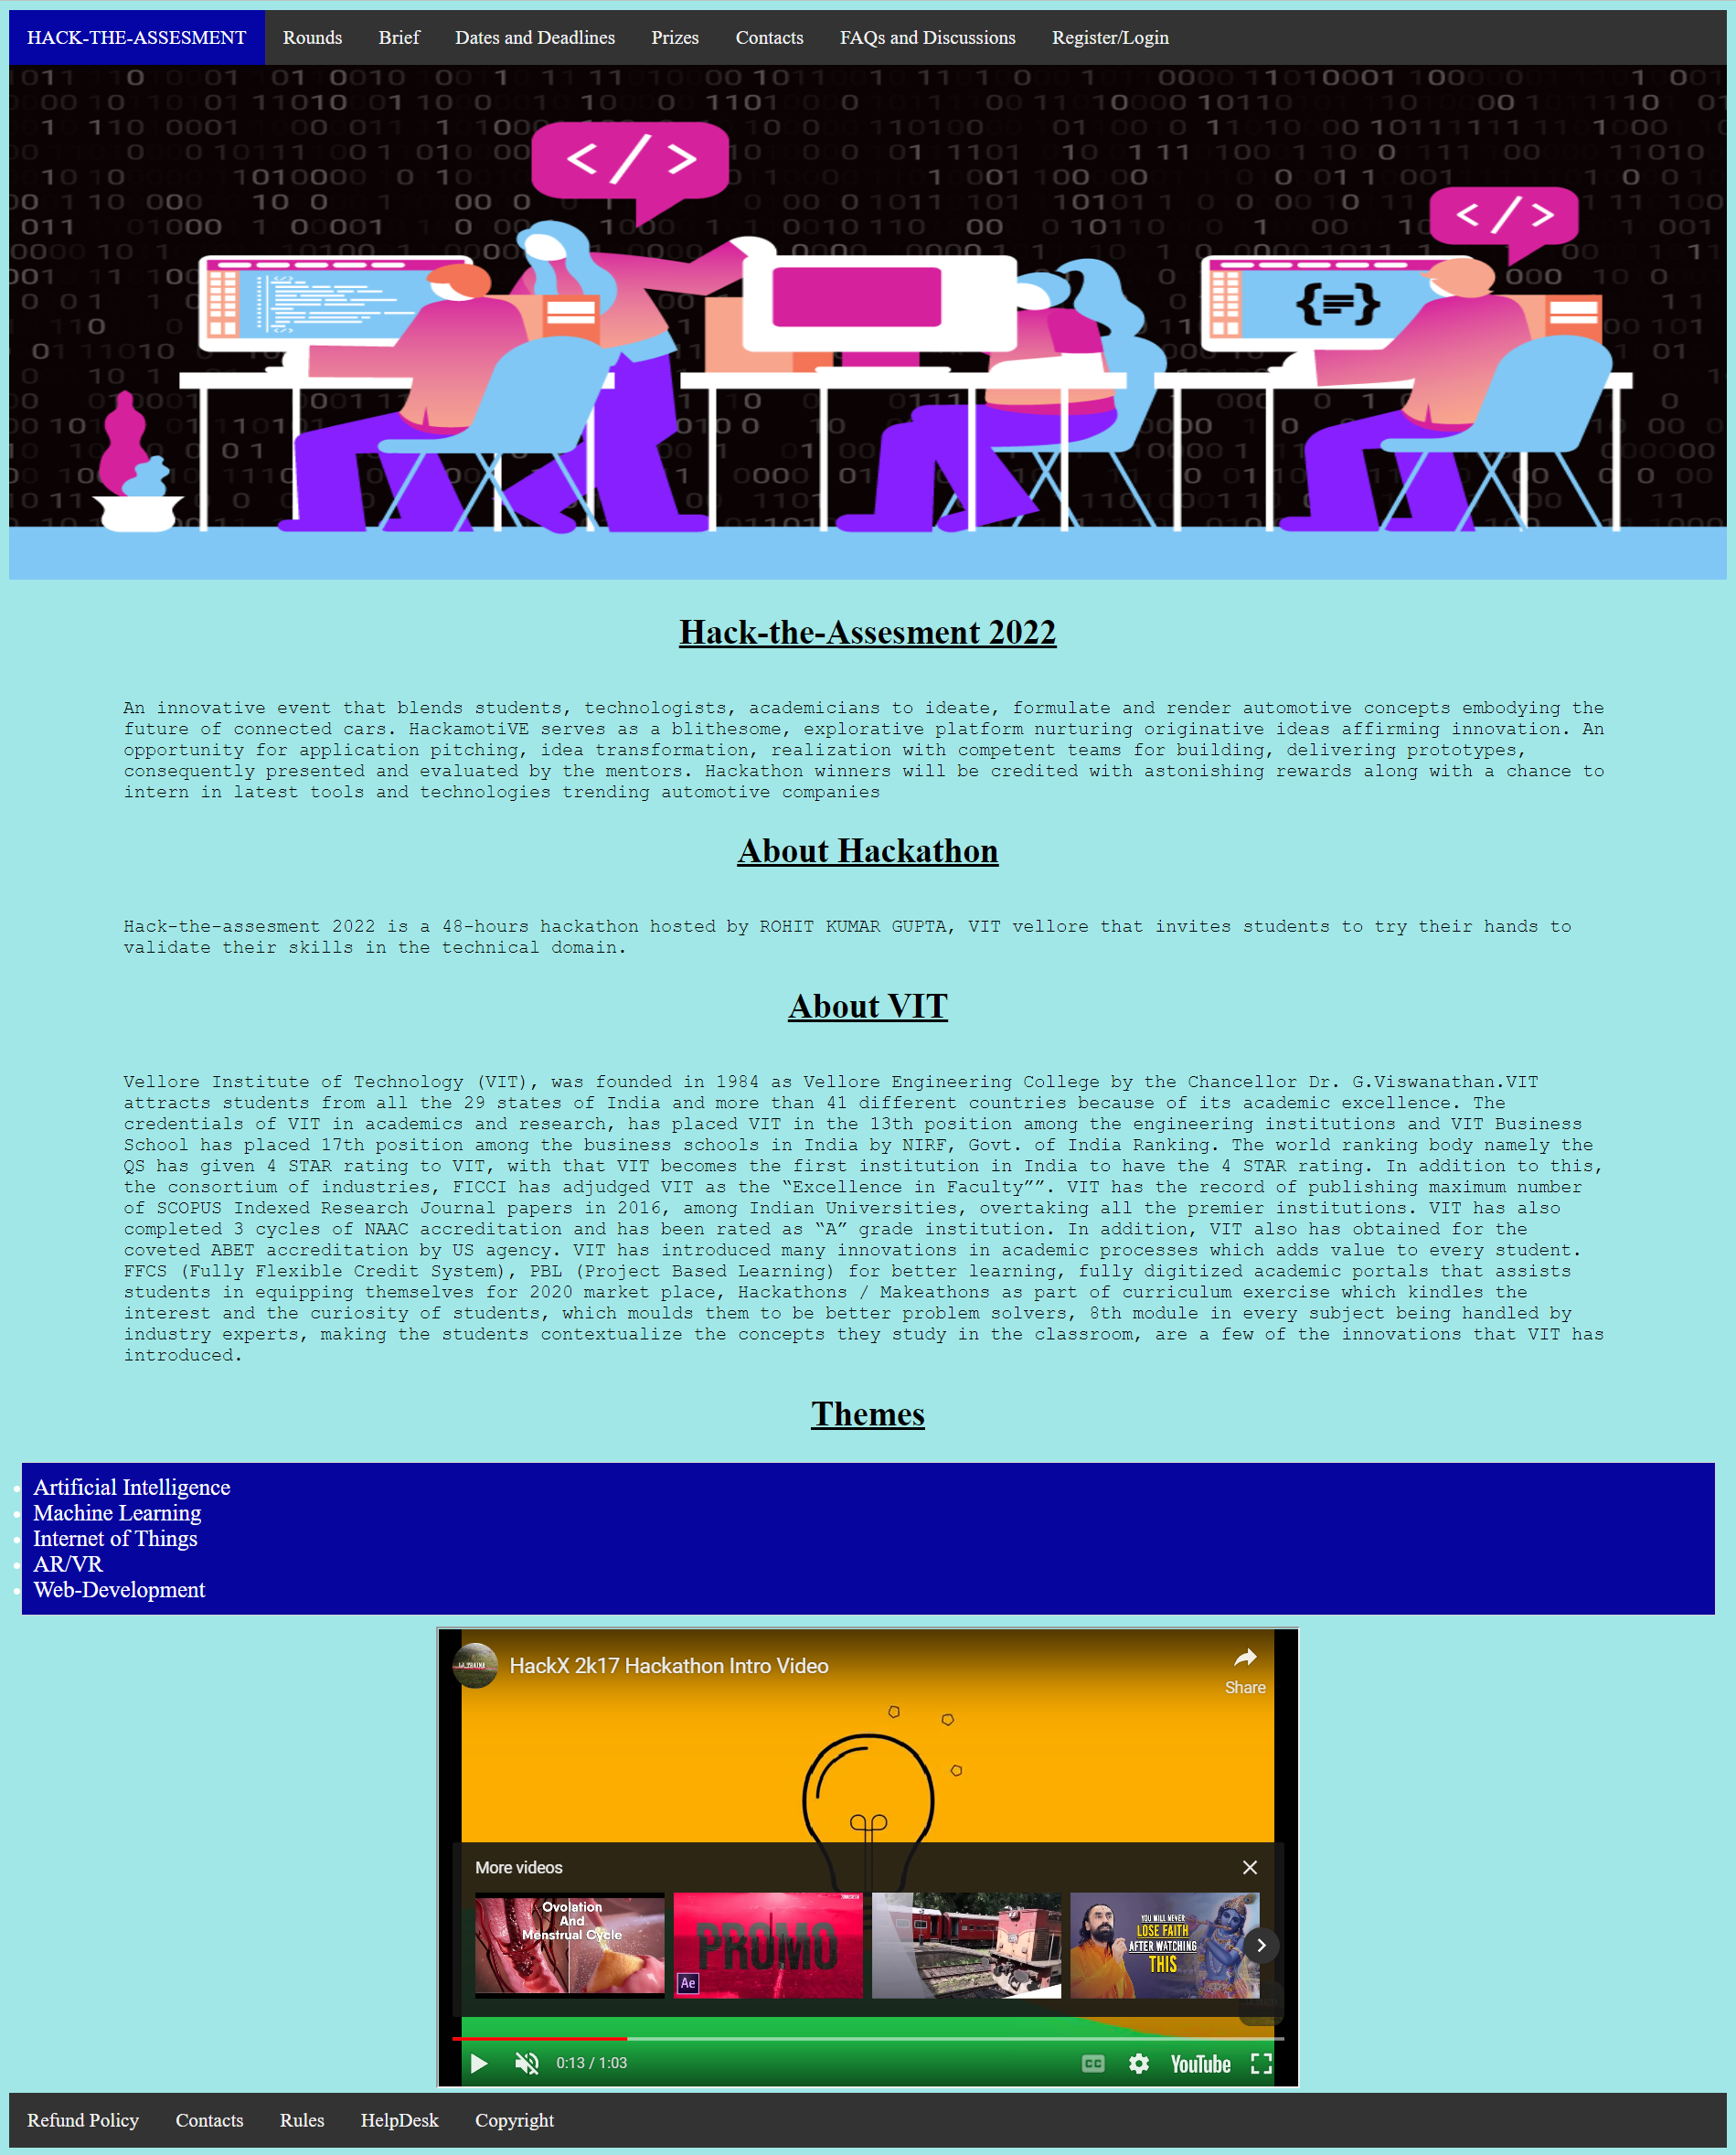 HACK-THE-ASSESMENT Rounds Brief Dates and Deadlines Prizes Contacts FAQs and Discussions Register/Login
</>
</>
{=}
Hack-the-Assesment 2022
An innovative event that blends students, technologists, academicians to ideate, formulate and render automotive concepts embodying the
future of connected cars. HackamotiVE serves as a blithesome, explorative platform nurturing originative ideas affirming innovation. An
opportunity for application pitching, idea transformation, realization with competent teams for building, delivering prototypes,
consequently presented and evaluated by the mentors. Hackathon winners will be credited with astonishing rewards along with a chance to
intern in latest tools and technologies trending automotive companies
About Hackathon
Hack-the-assesment 2022 is a 48-hours hackathon hosted by ROHIT KUMAR GUPTA, VIT vellore that invites students to try their hands to
validate their skills in the technical domain.
About VIT
Vellore Institute of Technology (VIT), was founded in 1984 as Vellore Engineering College by the Chancellor Dr. G.Viswanathan.VIT
attracts students from all the 29 states of India and more than 41 different countries because of its academic excellence. The
credentials of VIT in academics and research, has placed VIT in the 13th position among the engineering institutions and VIT Business
School has placed 17th position among the business schools in India by NIRF, Govt. of India Ranking. The world ranking body namely the
QS has given 4 STAR rating to VIT, with that VIT becomes the first institution in India to have the 4 STAR rating. In addition to this,
the consortium of industries, FICCI has adjudged VIT as the “Excellence in Faculty””. VIT has the record of publishing maximum number
of SCOPUS Indexed Research Journal papers in 2016, among Indian Universities, overtaking all the premier institutions. VIT has also
completed 3 cycles of NAAC accreditation and has been rated as “A” grade institution. In addition, VIT also has obtained for the
coveted ABET accreditation by US agency. VIT has introduced many innovations in academic processes which adds value to every student.
FFCS (Fully Flexible Credit System), PBL (Project Based Learning) for better learning, fully digitized academic portals that assists
students in equipping themselves for 2020 market place, Hackathons / Makeathons as part of curriculum exercise which kindles the
interest and the curiosity of students, which moulds them to be better problem solvers, 8th module in every subject being handled by
industry experts, making the students contextualize the concepts they study in the classroom, are a few of the innovations that VIT has
introduced.
Themes
Artificial Intelligence
Machine Learning
Internet of Things
AR/VR
Web-Development
HackX 2k17 Hackathon Intro Video
Share
More videos
Ovolation
And
Menstrual Cycle
PROMO
Ae
YOU WILL NEVER
LOSE FAITH
AFTER WATCHING
THIS
0:13 / 1:03
CC
YouTube
Refund Policy Contacts Rules HelpDesk Copyright